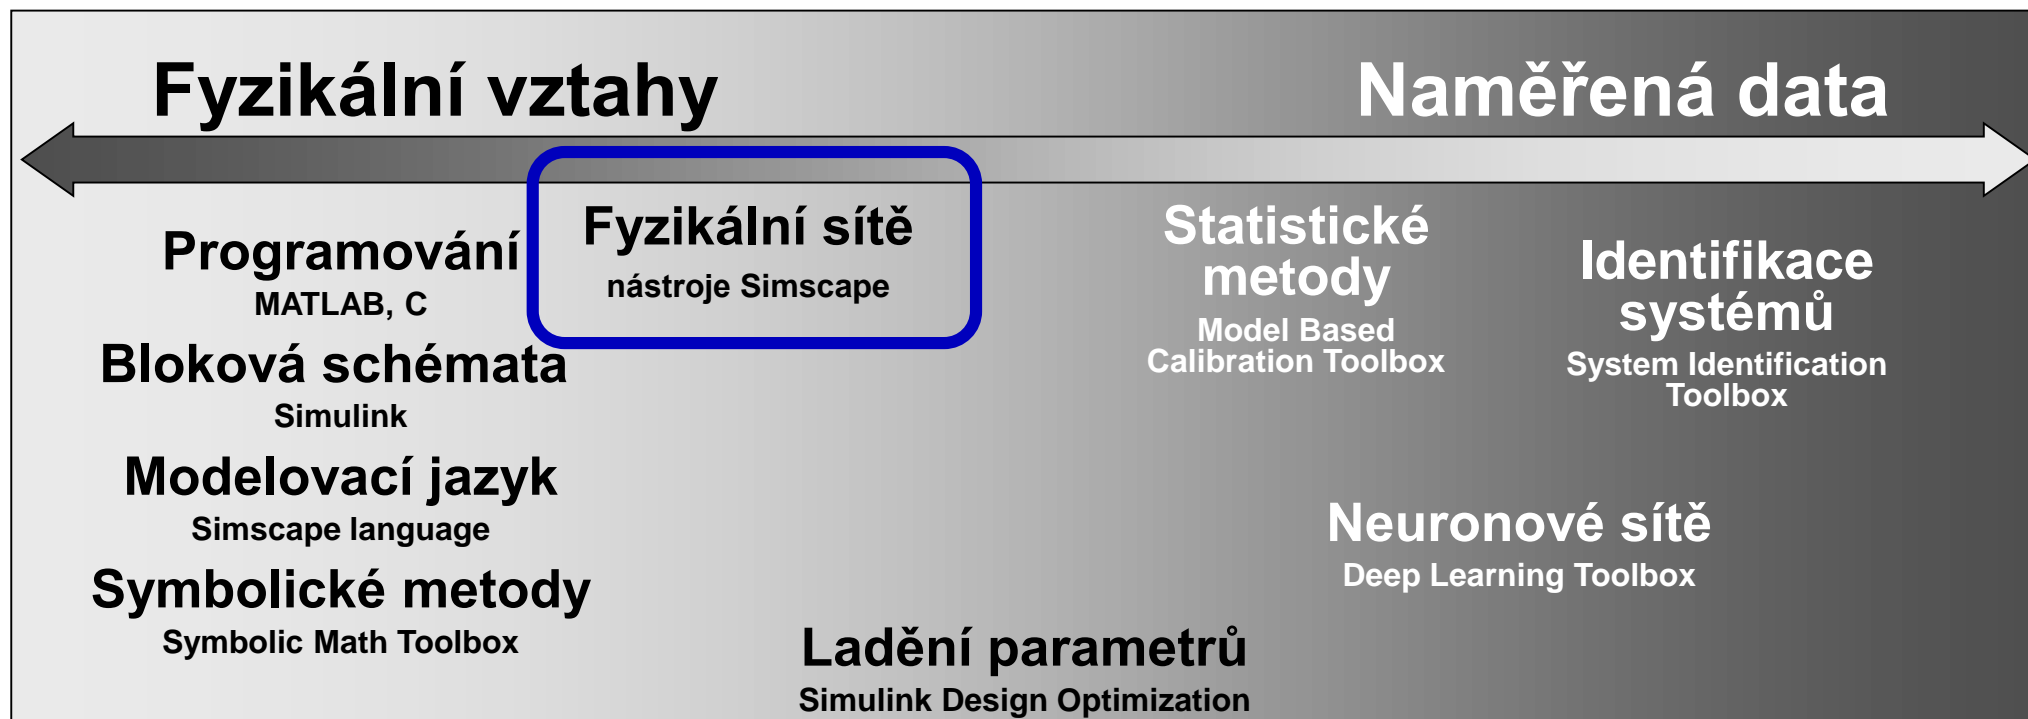 Fyzikální vztahy
Naměřená data
Programování
MATLAB, C
Bloková schémata
Simulink
Modelovací jazyk
Simscape language
Symbolické metody
Symbolic Math Toolbox
Fyzikální sítě
nástroje Simscape
Ladění parametrů
Simulink Design Optimization
Statistické
metody
Model Based
Calibration Toolbox
Identifikace
systémů
System Identification
Toolbox
Neuronové sítě
Deep Learning Toolbox